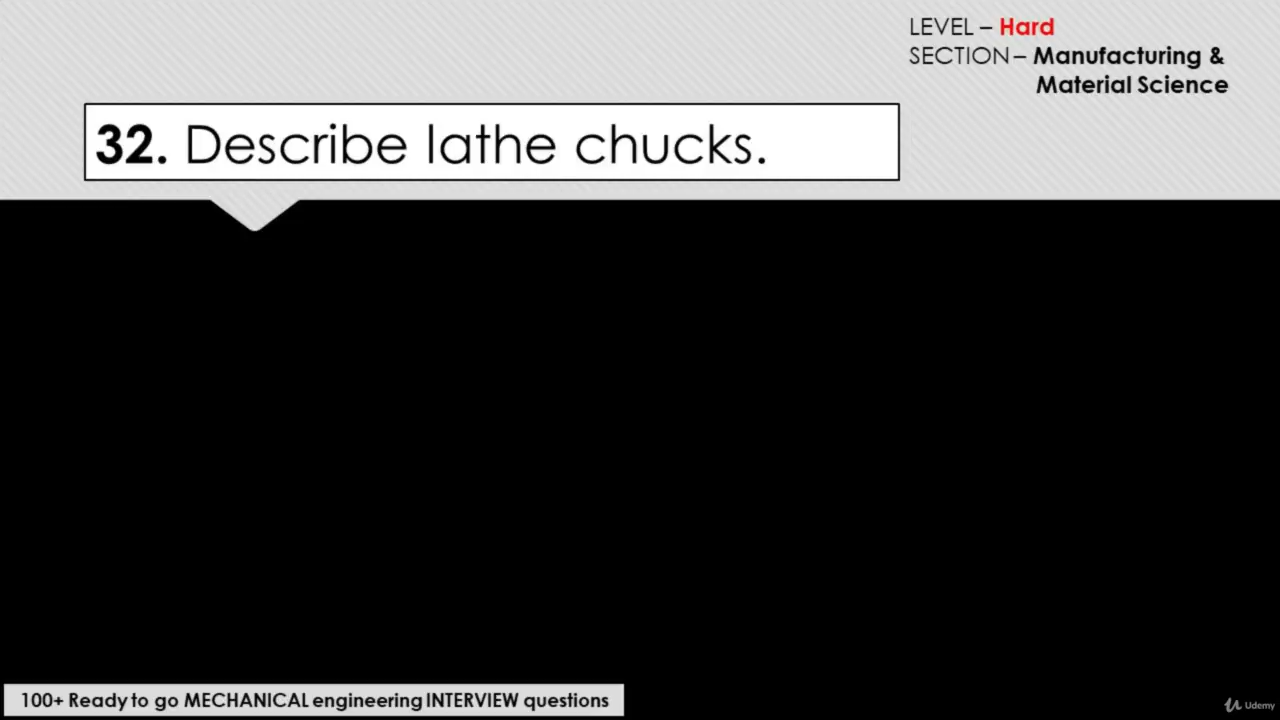 LEVEL – Hard
SECTION – Manufacturing &
Material Science
32. Describe lathe chucks.
100+ Ready to go MECHANICAL engineering INTERVIEW questions
Udemy